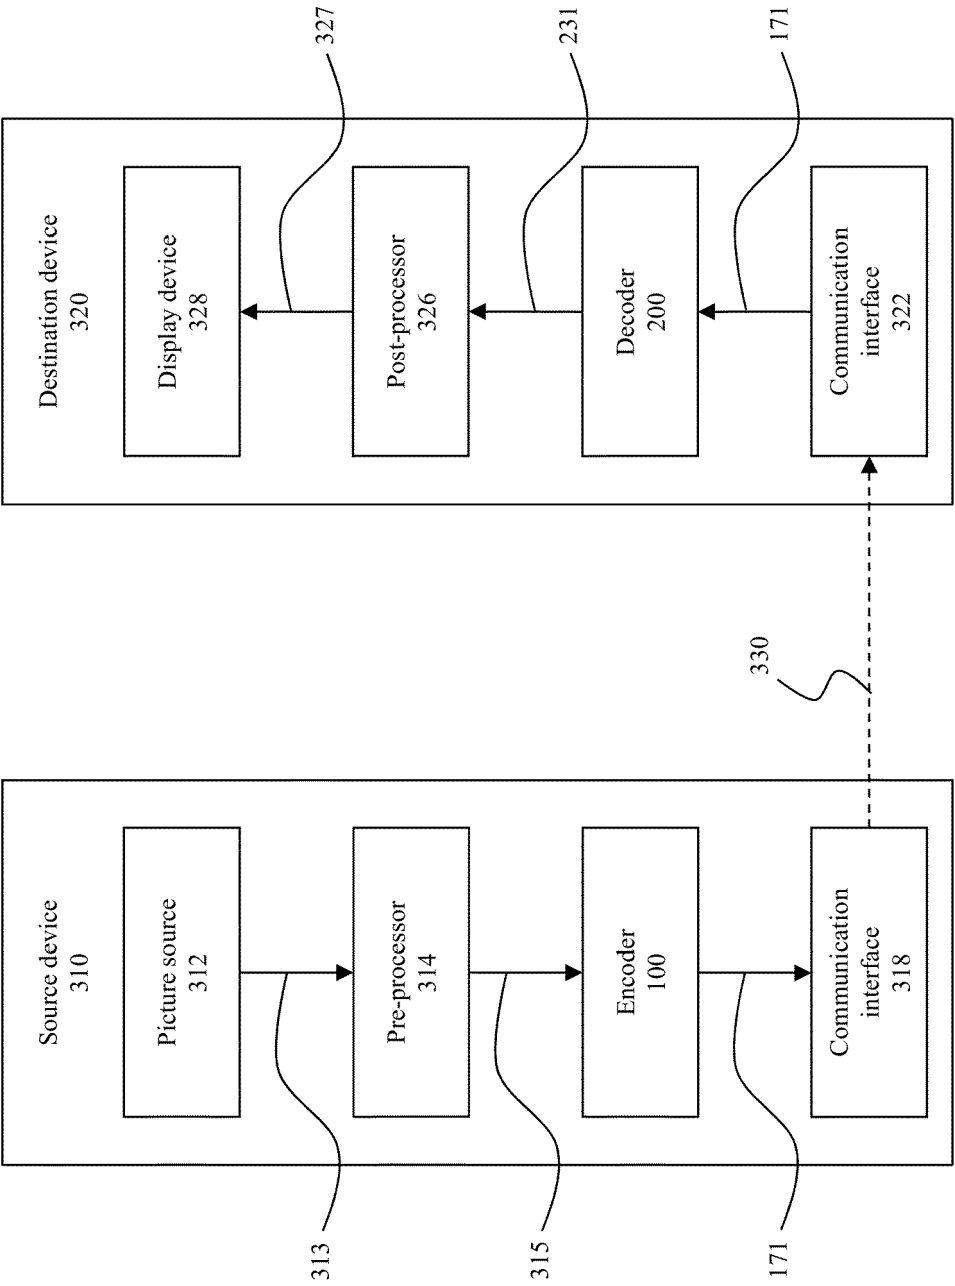 Source device
310
Picture source
312
313
Pre-processor
314
315
Encoder
100
171
Communication
interface
318
330
Destination device
320
Display device
328
327
Post-processor
326
231
Decoder
200
171
Communication
interface
322